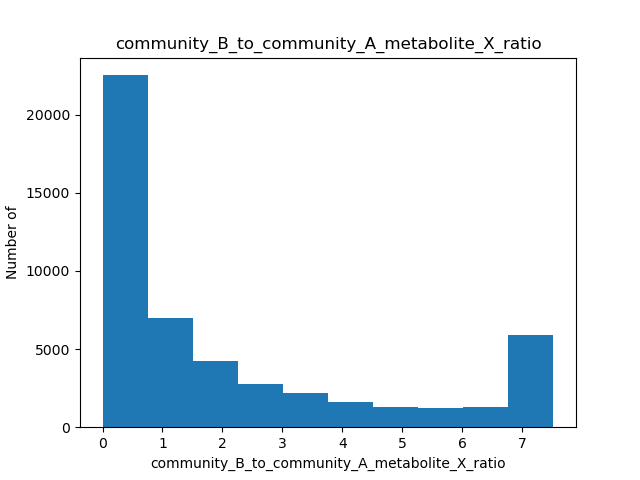 community_B_to_community_A_metabolite_X_ratio
20000
15000
10000
5000
0
Number of
0 1 2 3 4 5 6 7
community_B_to_community_A_metabolite_X_ratio